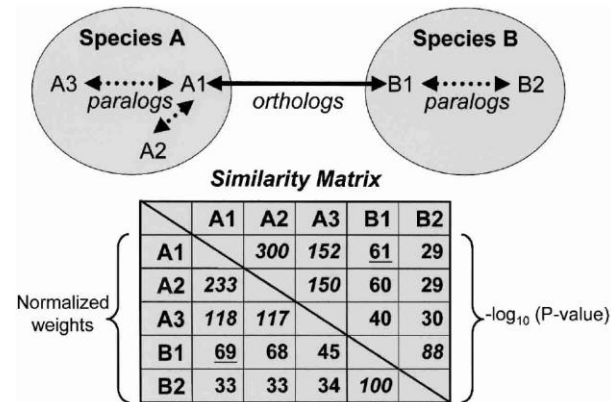 Species A
Species B
A3 A1 B1 B2
paralogs orthologs paralogs
A2
Similarity Matrix
A1 A2 A3 B1 B2
A1 300 152 61 29
A2 233 150 60 29
A3 118 117 40 30
B1 69 68 45 88
B2 33 33 34 100
Normalized
weights
-log10 (P-value)